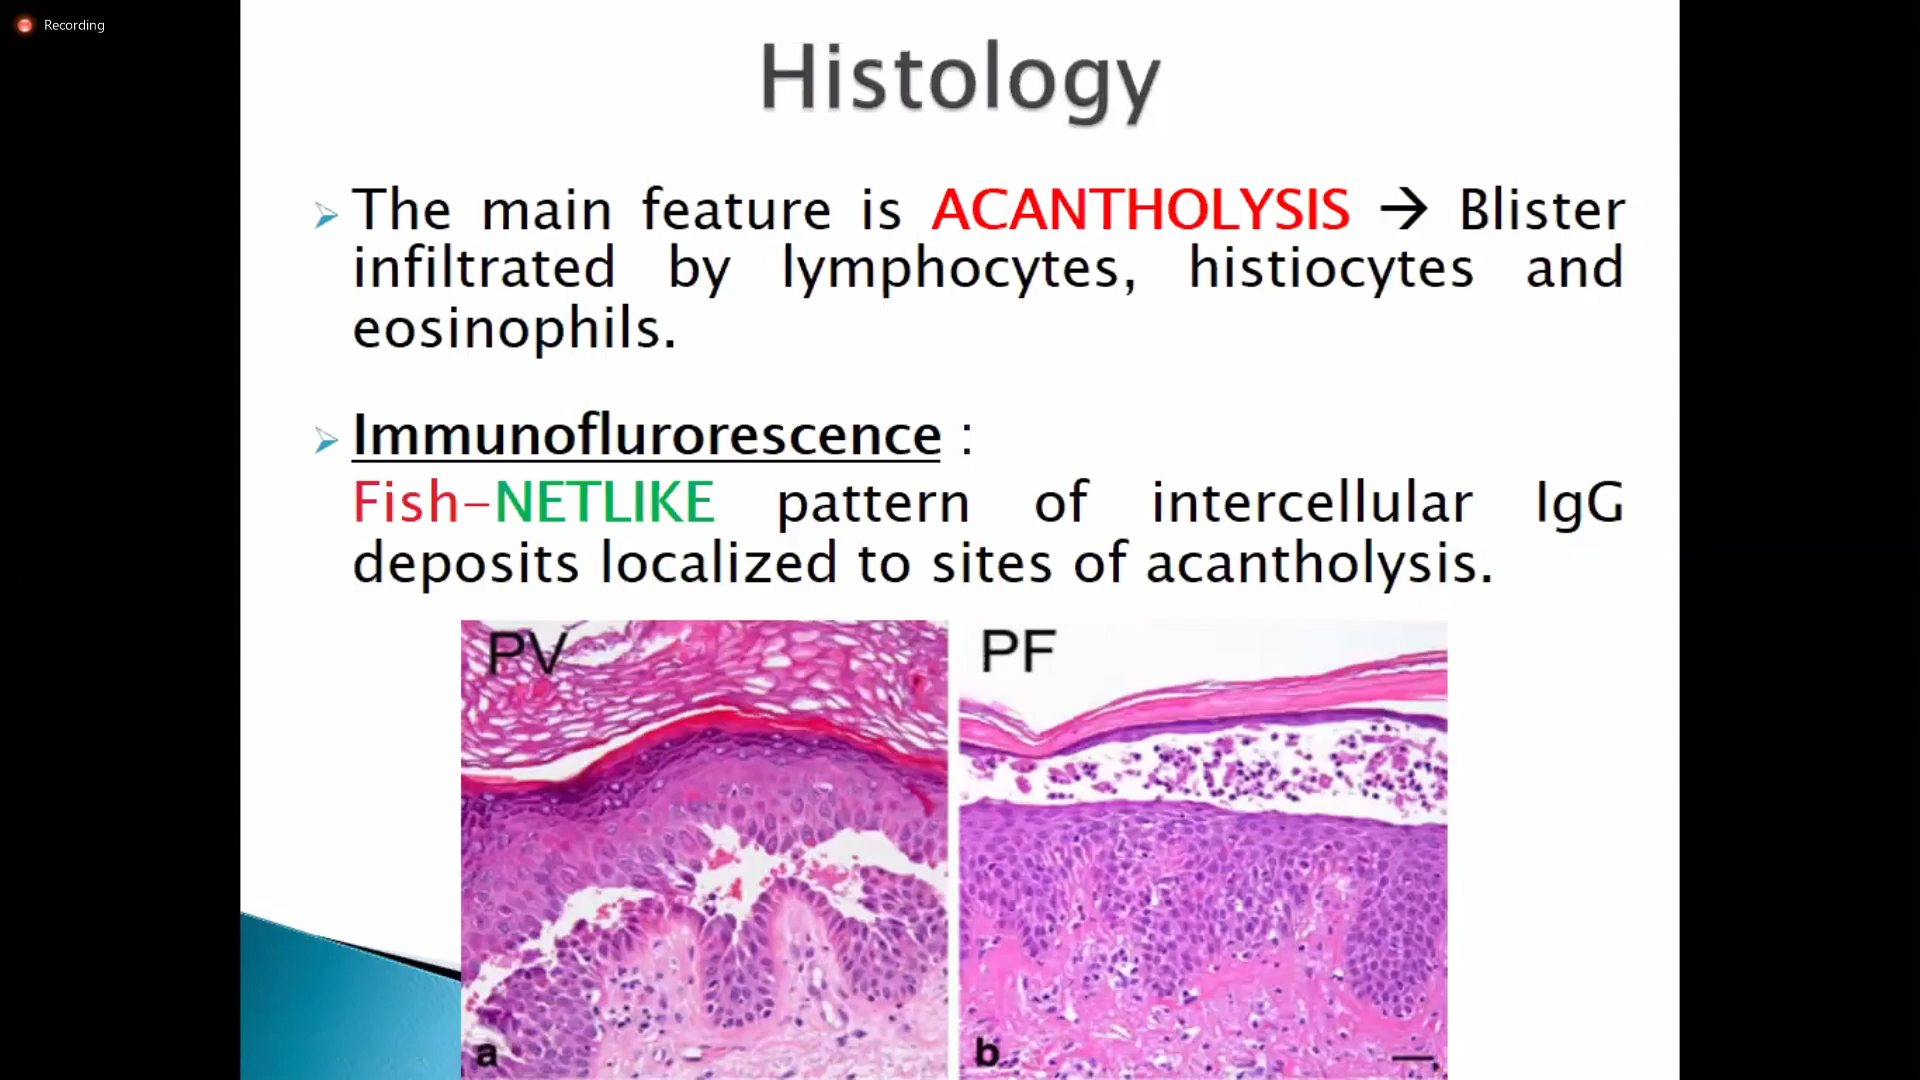 Recording
Histology
The main feature is ACANTHOLYSIS → Blister
infiltrated by lymphocytes, histiocytes and
eosinophils.
Immunoflurorescence :
Fish-NETLIKE pattern of intercellular IgG
deposits localized to sites of acantholysis.
PV
PF
a
b